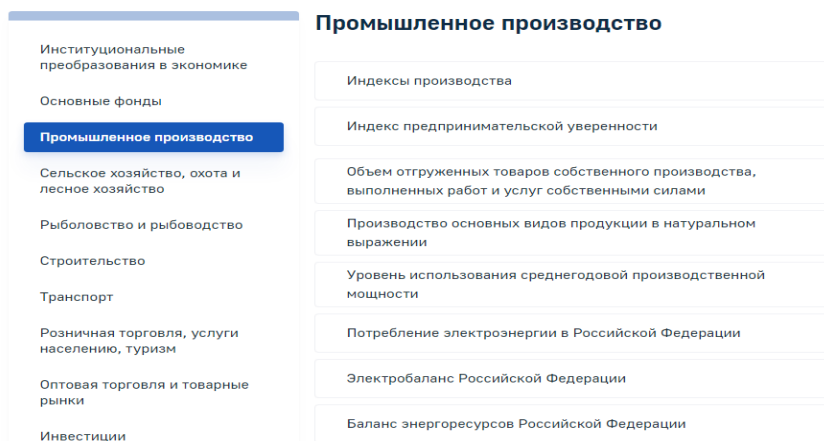 Институциональные
преобразования в экономике
Основные фонды
Промышленное производство
Сельское хозяйство, охота и
лесное хозяйство
Рыболовство и рыбоводство
Строительство
Транспорт
Розничная торговля, услуги
населению, туризм
Оптовая торговля и товарные
рынки
Инвестиции
Промышленное производство
Индексы производства
Индекс предпринимательской уверенности
Объем отгруженных товаров собственного производства,
выполненных работ и услуг собственными силами
Производство основных видов продукции в натуральном
выражении
Уровень использования среднегодовой производственной
мощности
Потребление электроэнергии в Российской Федерации
Электробаланс Российской Федерации
Баланс энергоресурсов Российской Федерации